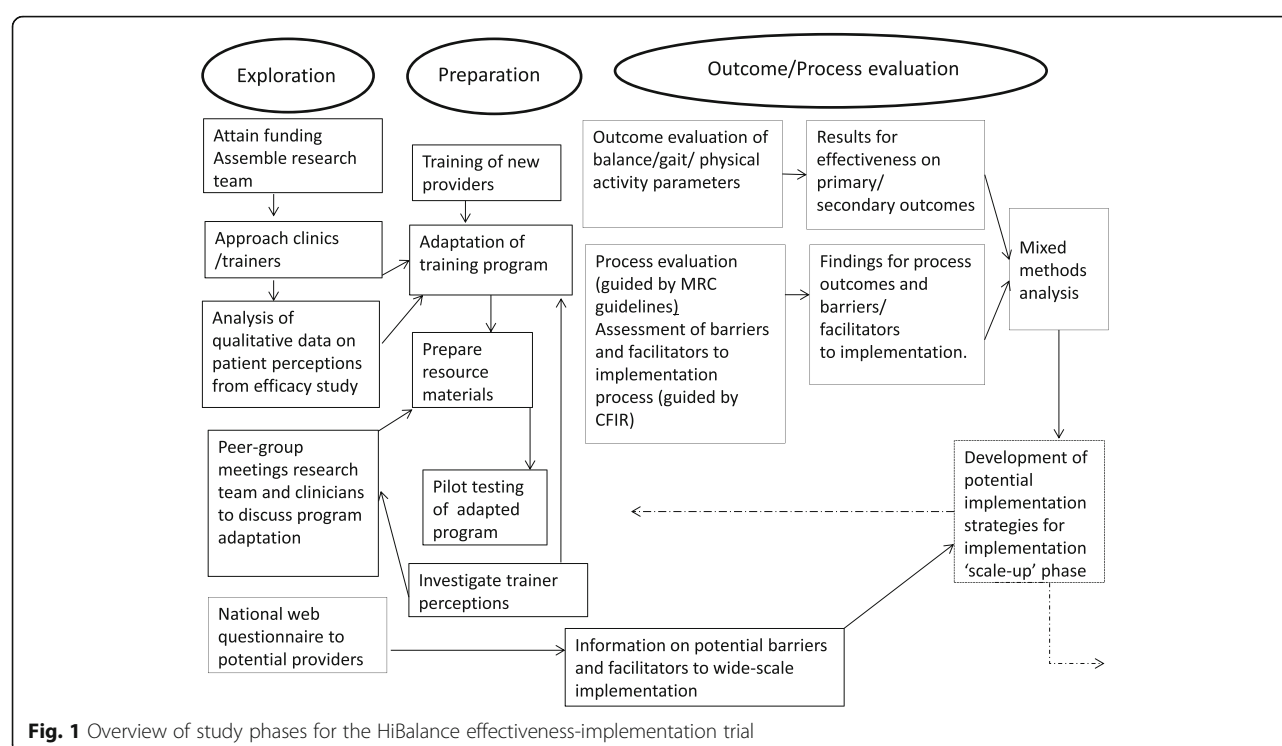 Exploration
Preparation
Outcome/Process evaluation
Attain funding
Assemble research
team
Approach clinics
/trainers
Analysis of
qualitative data on
patient perceptions
from efficacy study
Peer-group
meetings research
team and clinicians
to discuss program
adaptation
National web
questionnaire to
potential providers
Training of new
providers
Adaptation of
training program
Prepare
resource
materials
Pilot testing
of adapted
program
Investigate trainer
perceptions
Information on potential barriers
and facilitators to wide-scale
implementation
Outcome evaluation of
balance/gait/ physical
activity parameters
Process evaluation
(guided by MRC
guidelines)
Assessment of barriers
and facilitators to
implementation
process (guided by
CFIR)
Results for
effectiveness on
primary/
secondary outcomes
Findings for process
outcomes and
barriers/
facilitators
to implementation.
Mixed
methods
analysis
Development of
potential
implementation
strategies for
implementation
‘scale-up’ phase
Fig. 1 Overview of study phases for the HiBalance effectiveness-implementation trial